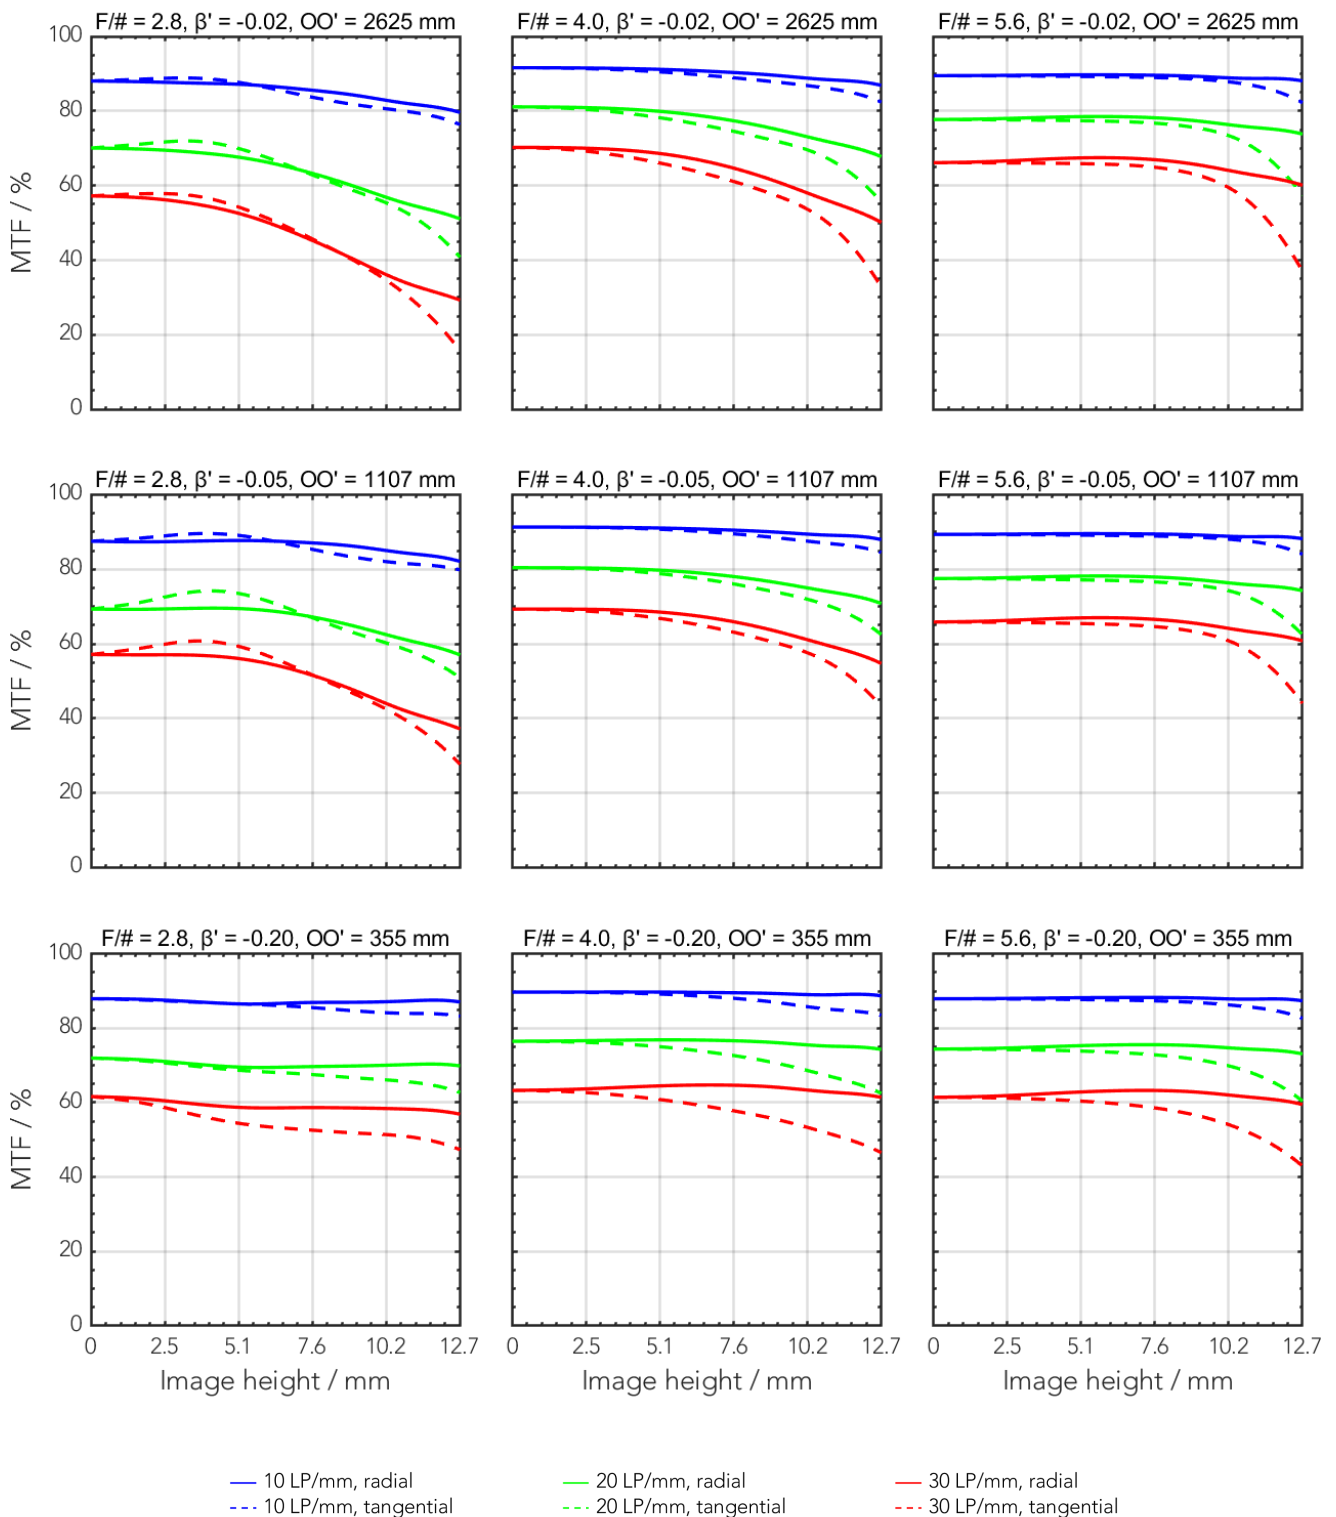 F/# = 2.8, β' = -0.02, OO' = 2625 mm
F/# = 4.0, β' = -0.02, OO' = 2625 mm
F/# = 5.6, β' = -0.02, OO' = 2625 mm
100
80
60
40
20
0
MTF / %
F/# = 2.8, β' = -0.05, OO' = 1107 mm
F/# = 4.0, β' = -0.05, OO' = 1107 mm
F/# = 5.6, β' = -0.05, OO' = 1107 mm
100
80
60
40
20
0
MTF / %
F/# = 2.8, β' = -0.20, OO' = 355 mm
F/# = 4.0, β' = -0.20, OO' = 355 mm
F/# = 5.6, β' = -0.20, OO' = 355 mm
100
80
60
40
20
0
MTF / %
0 2.5 5.1 7.6 10.2 12.7
0 2.5 5.1 7.6 10.2 12.7
0 2.5 5.1 7.6 10.2 12.7
Image height / mm
Image height / mm
Image height / mm
10 LP/mm, radial
20 LP/mm, radial
30 LP/mm, radial
10 LP/mm, tangential
20 LP/mm, tangential
30 LP/mm, tangential